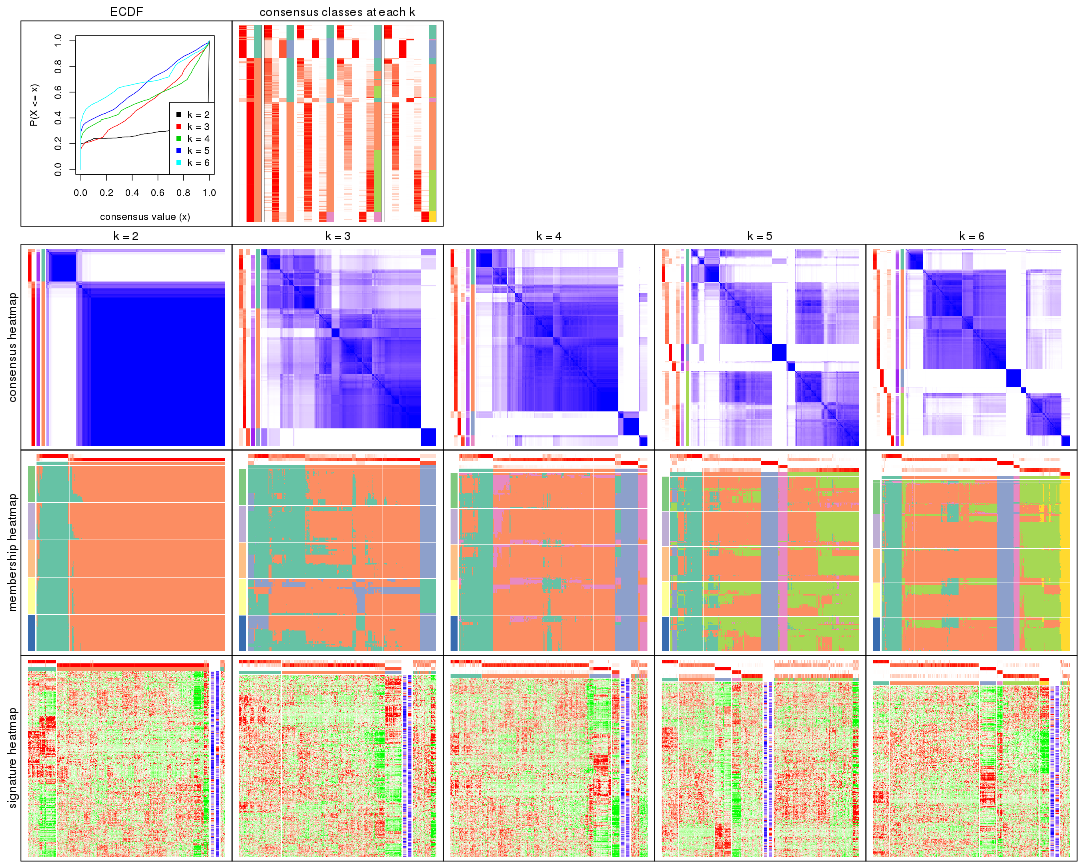 ECDF
consensus classes at each k
P(X <= x)
0.0
0.2
0.4
0.6
0.8
1.0
k = 2
k = 3
k = 4
k = 5
k = 6
0.0 0.2 0.4 0.6 0.8 1.0
consensus value (x)
k = 2
k = 3
k = 4
k = 5
k = 6
consensus heatmap
membership heatmap
signature heatmap